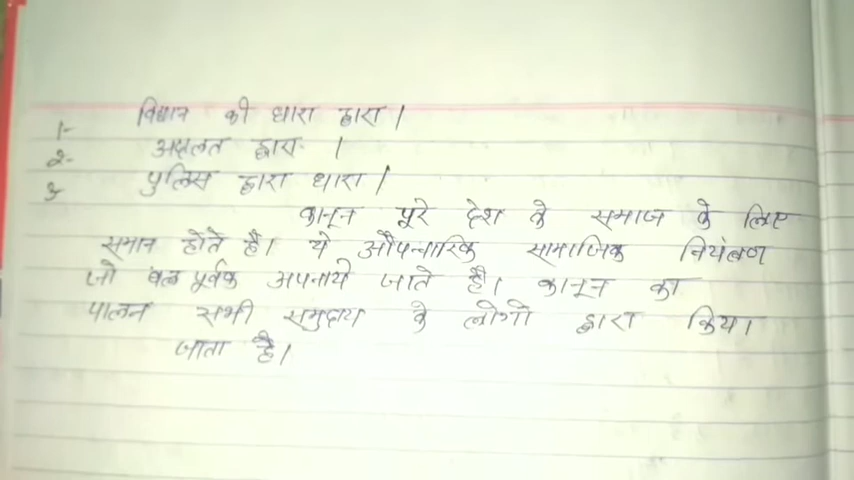 1- विधान की धारा द्वारा।
2- अदालत द्वारा ।
3- पुलिस द्वारा धारा।
कानून पूरे देश के समाज के लिए
समान होते है। ये औपचारिक सामाजिक नियंत्रण
जो बल पूर्वक अपनाये जाते है। कानून का
पालन सभी समुदाय के लोगो द्वारा किया
जाता है।